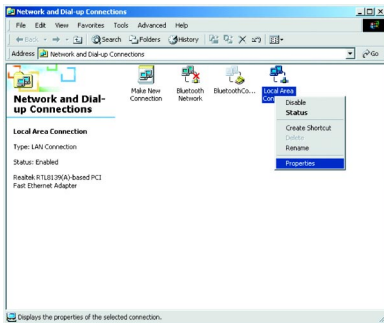 Network and Dial-up Connections
File Edit View Favorites Tools Advanced Help
Back Search Folders History
Address Network and Dial-up Connections Go
Network and Dial-
up Connections
Local Area Connection
Type: LAN Connection
Status: Enabled
Realtek RTL8139(A)-based PCI
Fast Ethernet Adapter
Make New
Connection
Bluetooth
Network
BluetoothCo...
Local Area
Disable
Status
Create Shortcut
Delete
Rename
Properties
Displays the properties of the selected connection.